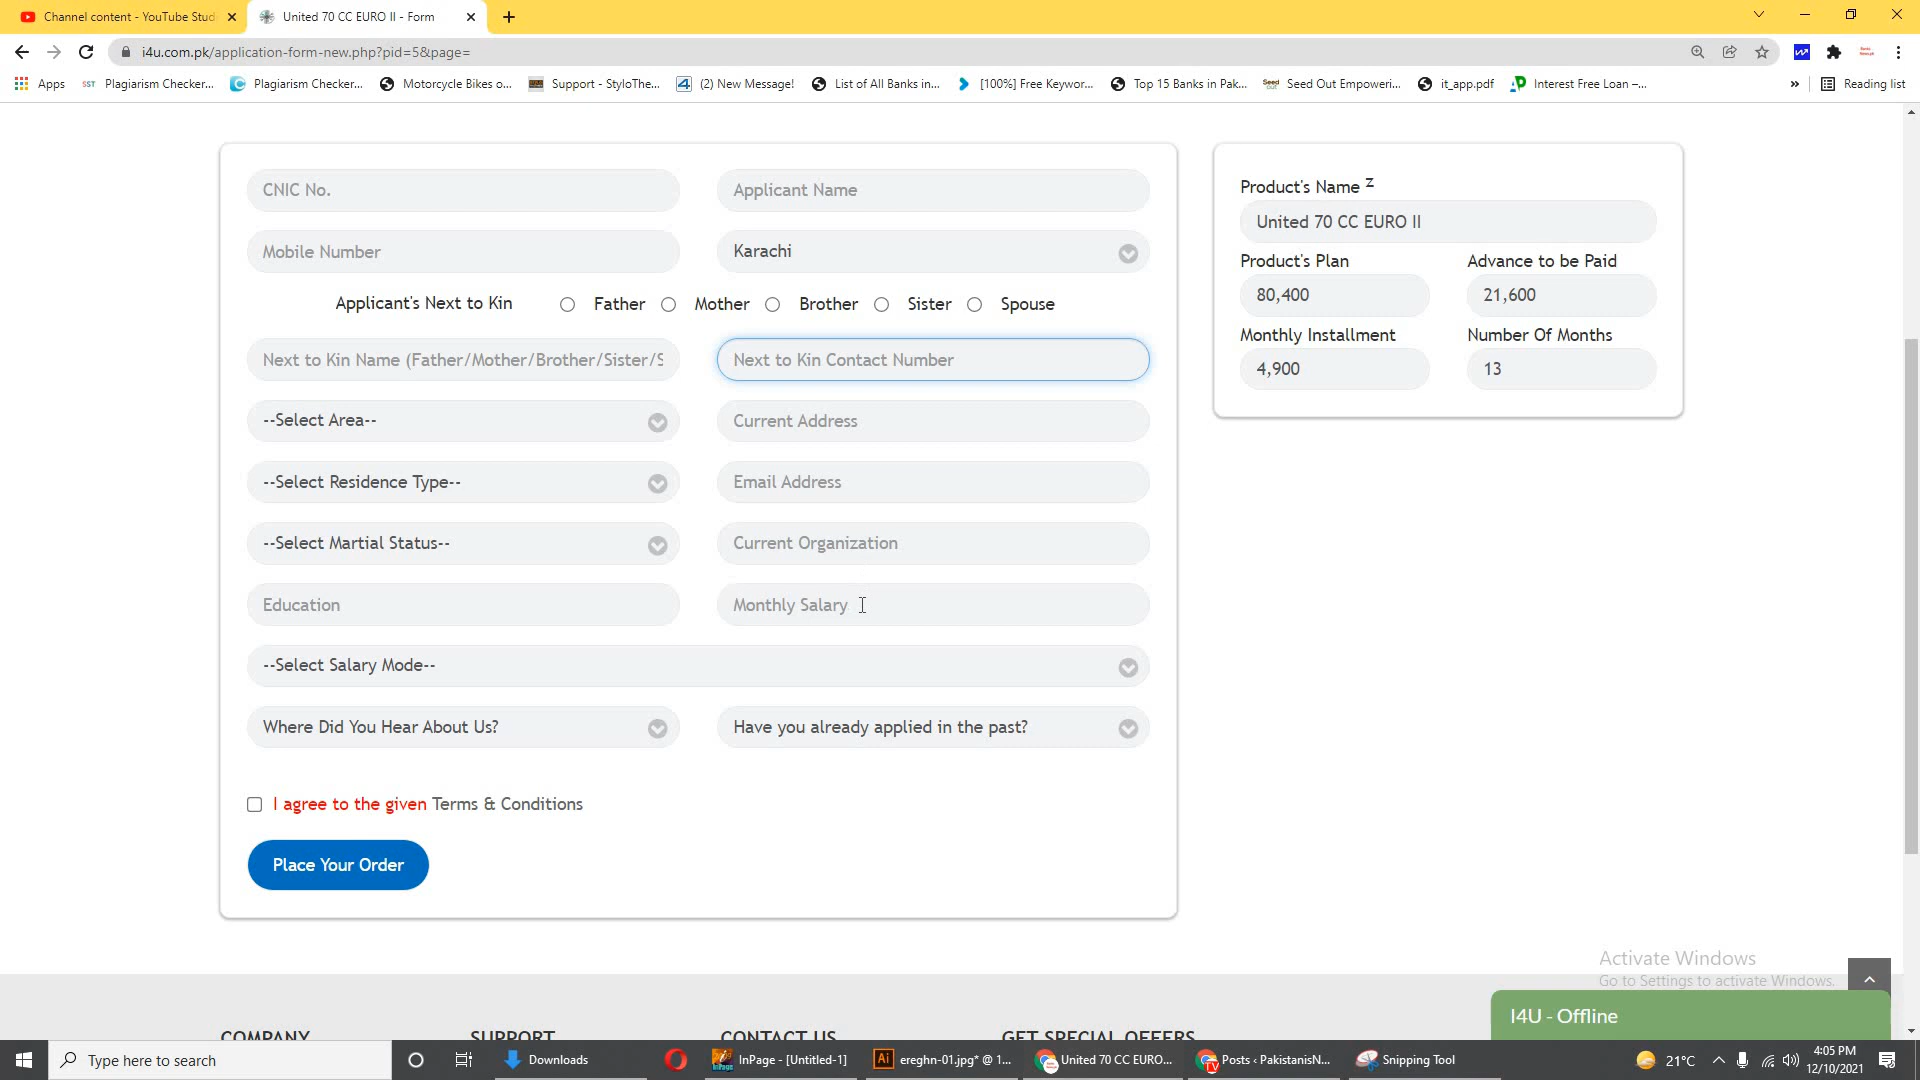 Channel content - YouTube Stud
United 70 CC EURO II - Form
i4u.com.pk/application-form-new.php?pid=5&page=
Apps
SST Plagiarism Checker...
Plagiarism Checker...
Motorcycle Bikes o...
Support - StyloThe...
(2) New Message!
List of All Banks in...
[100%] Free Keywor...
Top 15 Banks in Pak...
Seed Out Empoweri...
it_app.pdf
Interest Free Loan –...
»
Reading list
CNIC No.
Applicant Name
Mobile Number
Karachi
Applicant's Next to Kin
Father
Mother
Brother
Sister
Spouse
Next to Kin Name (Father/Mother/Brother/Sister/S
Next to Kin Contact Number
--Select Area--
Current Address
--Select Residence Type--
Email Address
--Select Martial Status--
Current Organization
Education
Monthly Salary
--Select Salary Mode--
Where Did You Hear About Us?
Have you already applied in the past?
I agree to the given Terms & Conditions
Place Your Order
Product's Name z
United 70 CC EURO II
Product's Plan
Advance to be Paid
80,400
21,600
Monthly Installment
Number Of Months
4,900
13
Activate Windows
Go to Settings to activate Windows.
I4U - Offline
COMPANY
SUPPORT
CONTACT US
GET SPECIAL OFFERS
Type here to search
Downloads
InPage - [Untitled-1]
Ai
ereghn-01.jpg* @ 1...
United 70 CC EURO...
Posts ‹ PakistanisN...
Snipping Tool
21°C
4:05 PM
12/10/2021